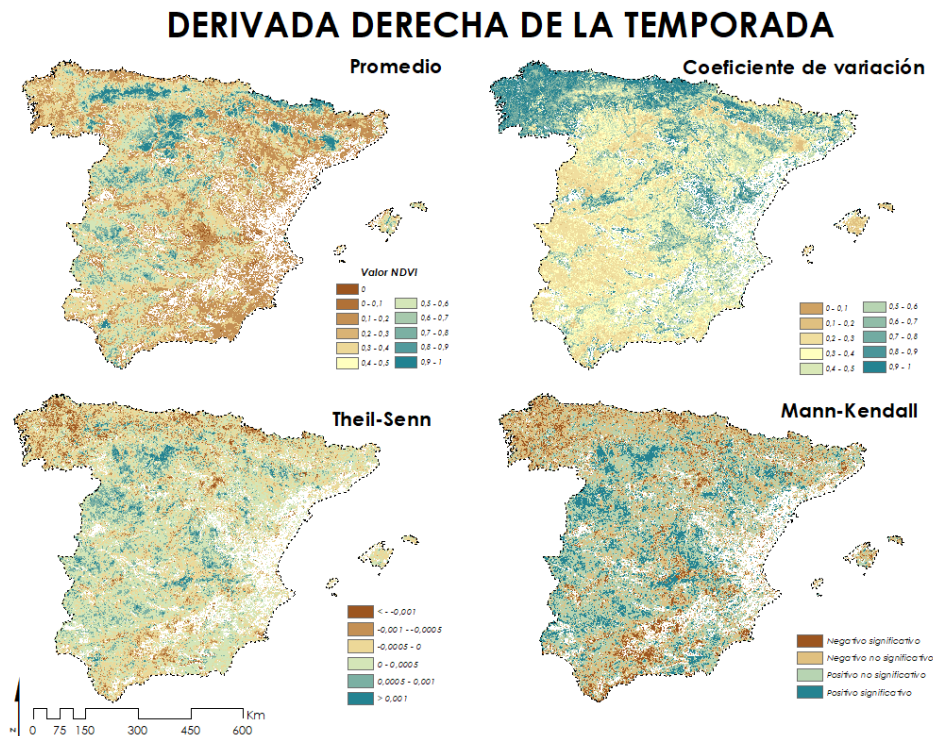 DERIVADA DERECHA DE LA TEMPORADA
Promedio
Coeficiente de variación
Valor NDVI
0
0 - 0,1
0,1 - 0,2
0,2 - 0,3
0,3 - 0,4
0,4 - 0,5
0,5 - 0,6
0,6 - 0,7
0,7 - 0,8
0,8 - 0,9
0,9 - 1
0 - 0,1
0,1 - 0,2
0,2 - 0,3
0,3 - 0,4
0,4 - 0,5
0,5 - 0,6
0,6 - 0,7
0,7 - 0,8
0,8 - 0,9
0,9 - 1
Theil-Senn
Mann-Kendall
< -0,001
-0,001 - -0,0005
-0,0005 - 0
0 - 0,0005
0,0005 - 0,001
> 0,001
Negativo significativo
Negativo no significativo
Positivo no significativo
Positivo significativo
N
Km
0 75 150 300 450 600